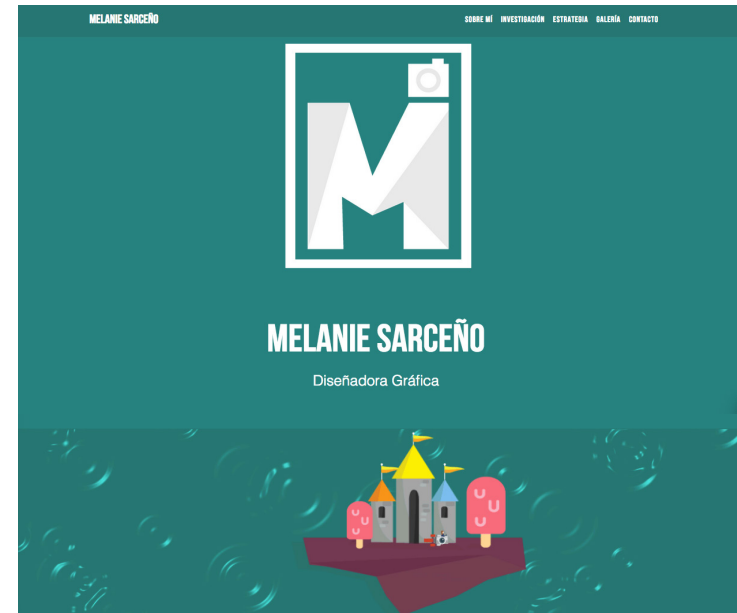 MELANIE SARCEÑO
SOBRE MÍ INVESTIGACIÓN ESTRATEGIA GALERÍA CONTACTO
M
MELANIE SARCEÑO
Diseñadora Gráfica